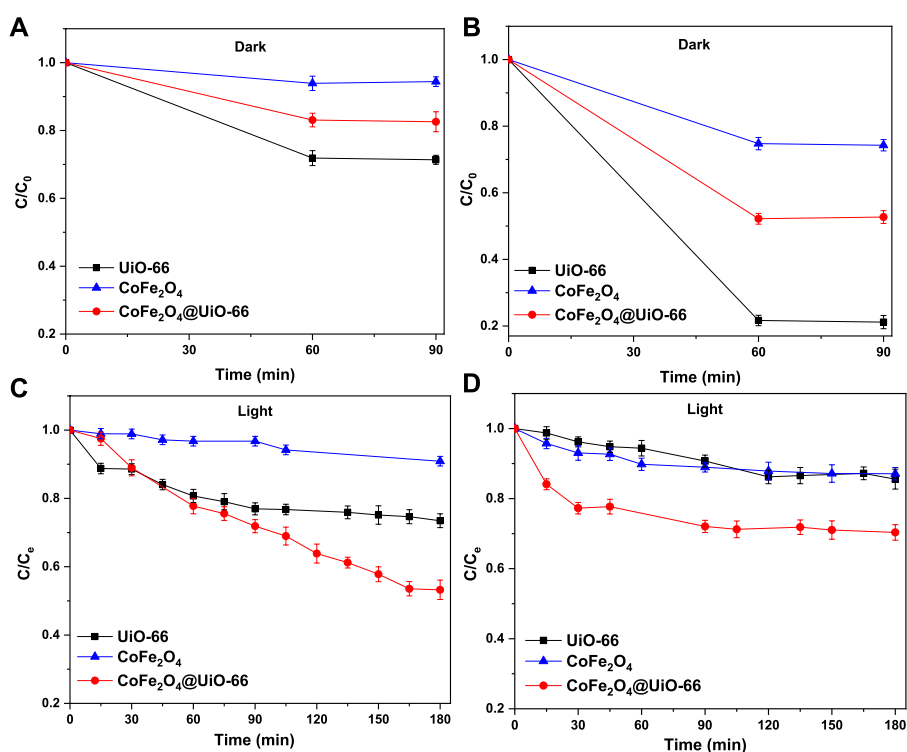 A
Dark
C/C₀
1.0
0.8
0.6
0.4
0.2
UiO-66
CoFe₂O₄
CoFe₂O₄@UiO-66
0 30 60 90
Time (min)
B
Dark
C/C₀
1.0
0.8
0.6
0.4
0.2
UiO-66
CoFe₂O₄
CoFe₂O₄@UiO-66
0 30 60 90
Time (min)
C
Light
C/Cₑ
1.0
0.8
0.6
0.4
0.2
UiO-66
CoFe₂O₄
CoFe₂O₄@UiO-66
0 30 60 90 120 150 180
Time (min)
D
Light
C/Cₑ
1.0
0.8
0.6
0.4
0.2
UiO-66
CoFe₂O₄
CoFe₂O₄@UiO-66
0 30 60 90 120 150 180
Time (min)